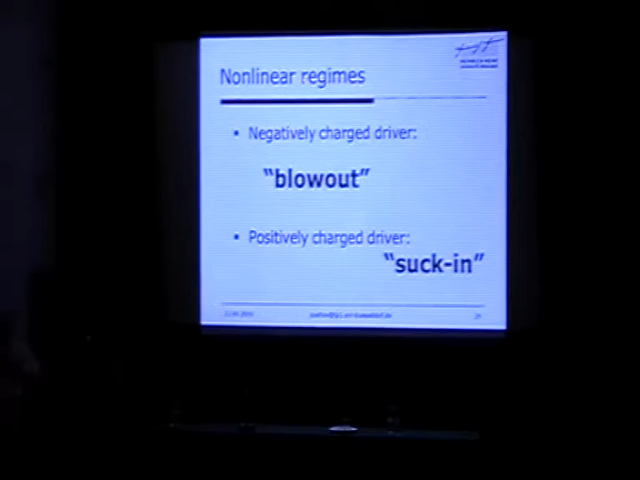 Nonlinear regimes
• Negatively charged driver:
“blowout”
• Positively charged driver:
“suck-in”